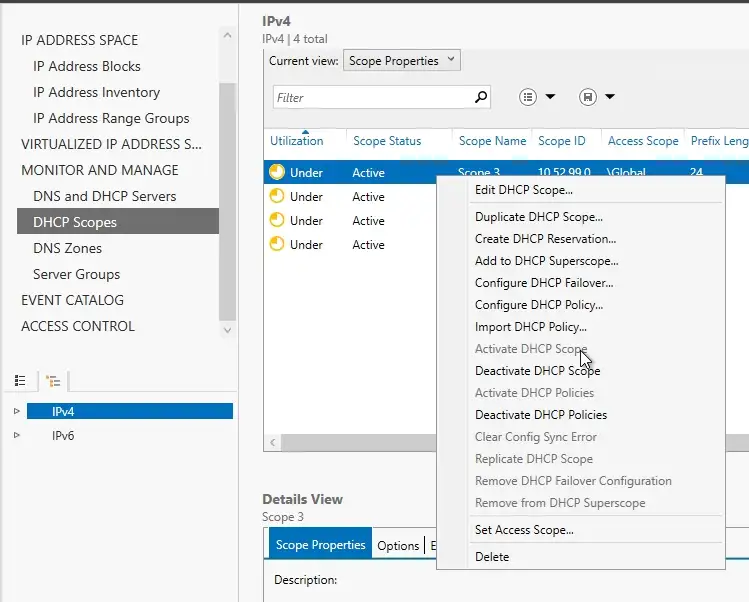 IP ADDRESS SPACE
IP Address Blocks
IP Address Inventory
IP Address Range Groups
VIRTUALIZED IP ADDRESS S...
MONITOR AND MANAGE
DNS and DHCP Servers
DHCP Scopes
DNS Zones
Server Groups
EVENT CATALOG
ACCESS CONTROL
IPv4
IPv6
IPv4
IPv4 | 4 total
Current view: Scope Properties
Filter
Utilization Scope Status Scope Name Scope ID Access Scope Prefix Leng
Under Active Scope 3 10.52.99.0 \Global 24
Under Active
Under Active
Under Active
Edit DHCP Scope...
Duplicate DHCP Scope...
Create DHCP Reservation...
Add to DHCP Superscope...
Configure DHCP Failover...
Configure DHCP Policy...
Import DHCP Policy...
Activate DHCP Scope
Deactivate DHCP Scope
Activate DHCP Policies
Deactivate DHCP Policies
Clear Config Sync Error
Replicate DHCP Scope
Remove DHCP Failover Configuration
Remove from DHCP Superscope
Set Access Scope...
Delete
Details View
Scope 3
Scope Properties Options E
Description: